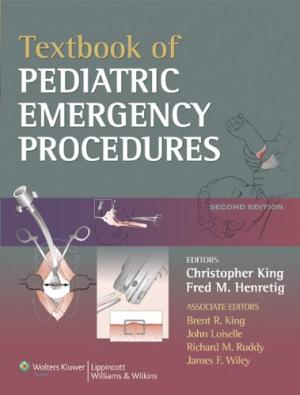 Textbook of
PEDIATRIC
EMERGENCY
PROCEDURES
SECOND EDITION
EDITORS
Christopher King
Fred M. Henretig
ASSOCIATE EDITORS
Brent R. King
John Loiselle
Richard M. Ruddy
James F. Wiley
Wolters Kluwer
Lippincott
Williams & Wilkins